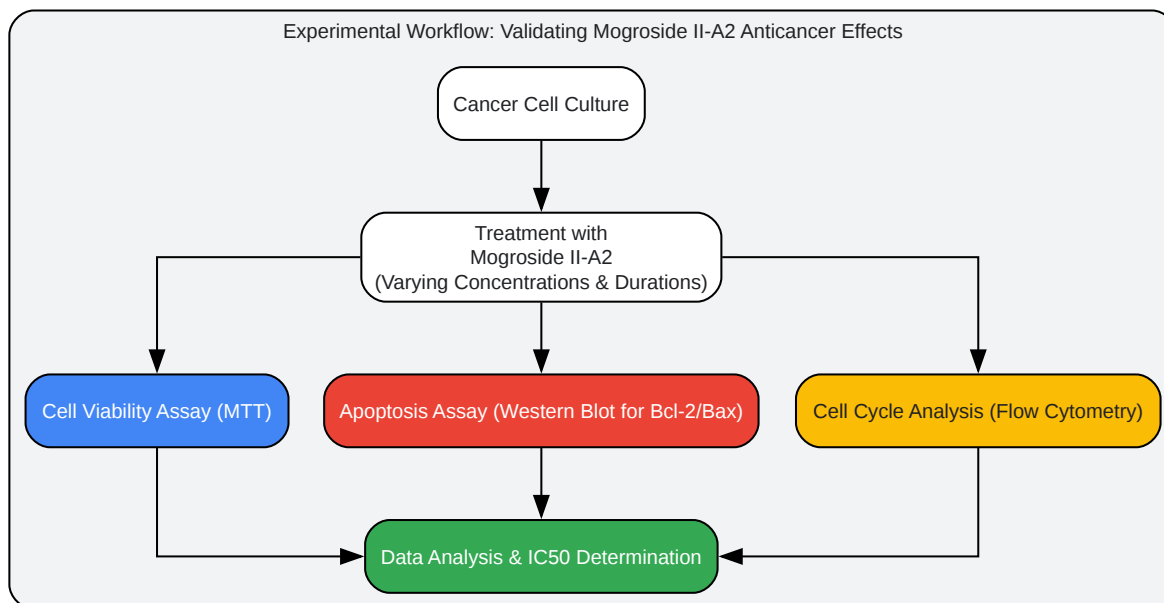 Experimental Workflow: Validating Mogroside II-A2 Anticancer Effects
Cancer Cell Culture
Treatment with
Mogroside II-A2
(Varying Concentrations & Durations)
Cell Viability Assay (MTT)
Apoptosis Assay (Western Blot for Bcl-2/Bax)
Cell Cycle Analysis (Flow Cytometry)
Data Analysis & IC50 Determination